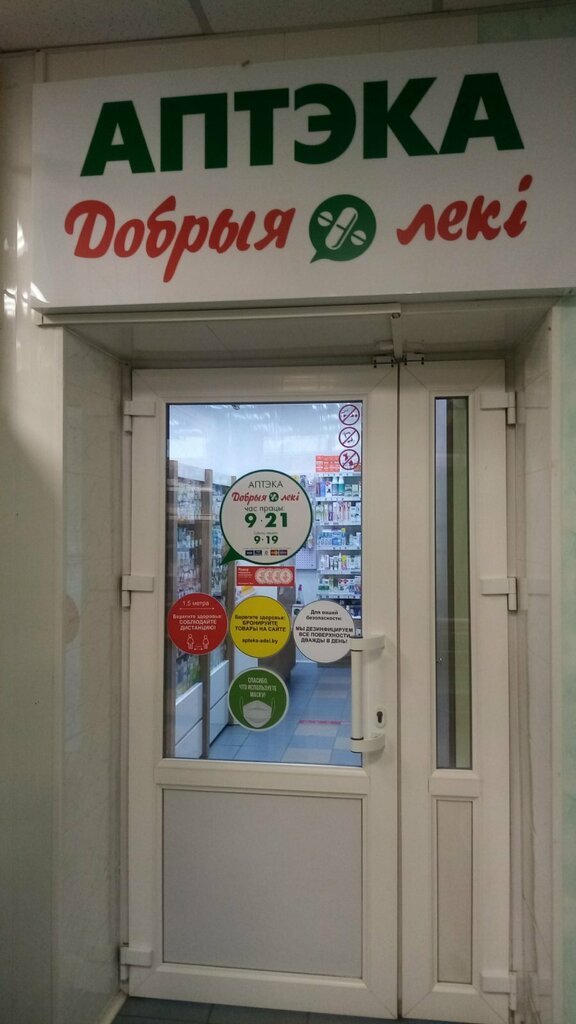 АПТЭКА
Добрыя лекі
АПТЭКА
Добрыя лекі
час працы:
9·21
9·19
1,5 метра
Берегите здоровье:
СОБЛЮДАЙТЕ
ДИСТАНЦИЮ!
Берегите здоровье:
БРОНИРУЙТЕ
ТОВАРЫ НА САЙТЕ
apteka-adel.by
Для вашей
безопасности:
МЫ ДЕЗИНФИЦИРУЕМ
ВСЕ ПОВЕРХНОСТИ
ДВАЖДЫ В ДЕНЬ!
СПАСИБО,
ЧТО ИСПОЛЬЗУЕТЕ
МАСКУ!